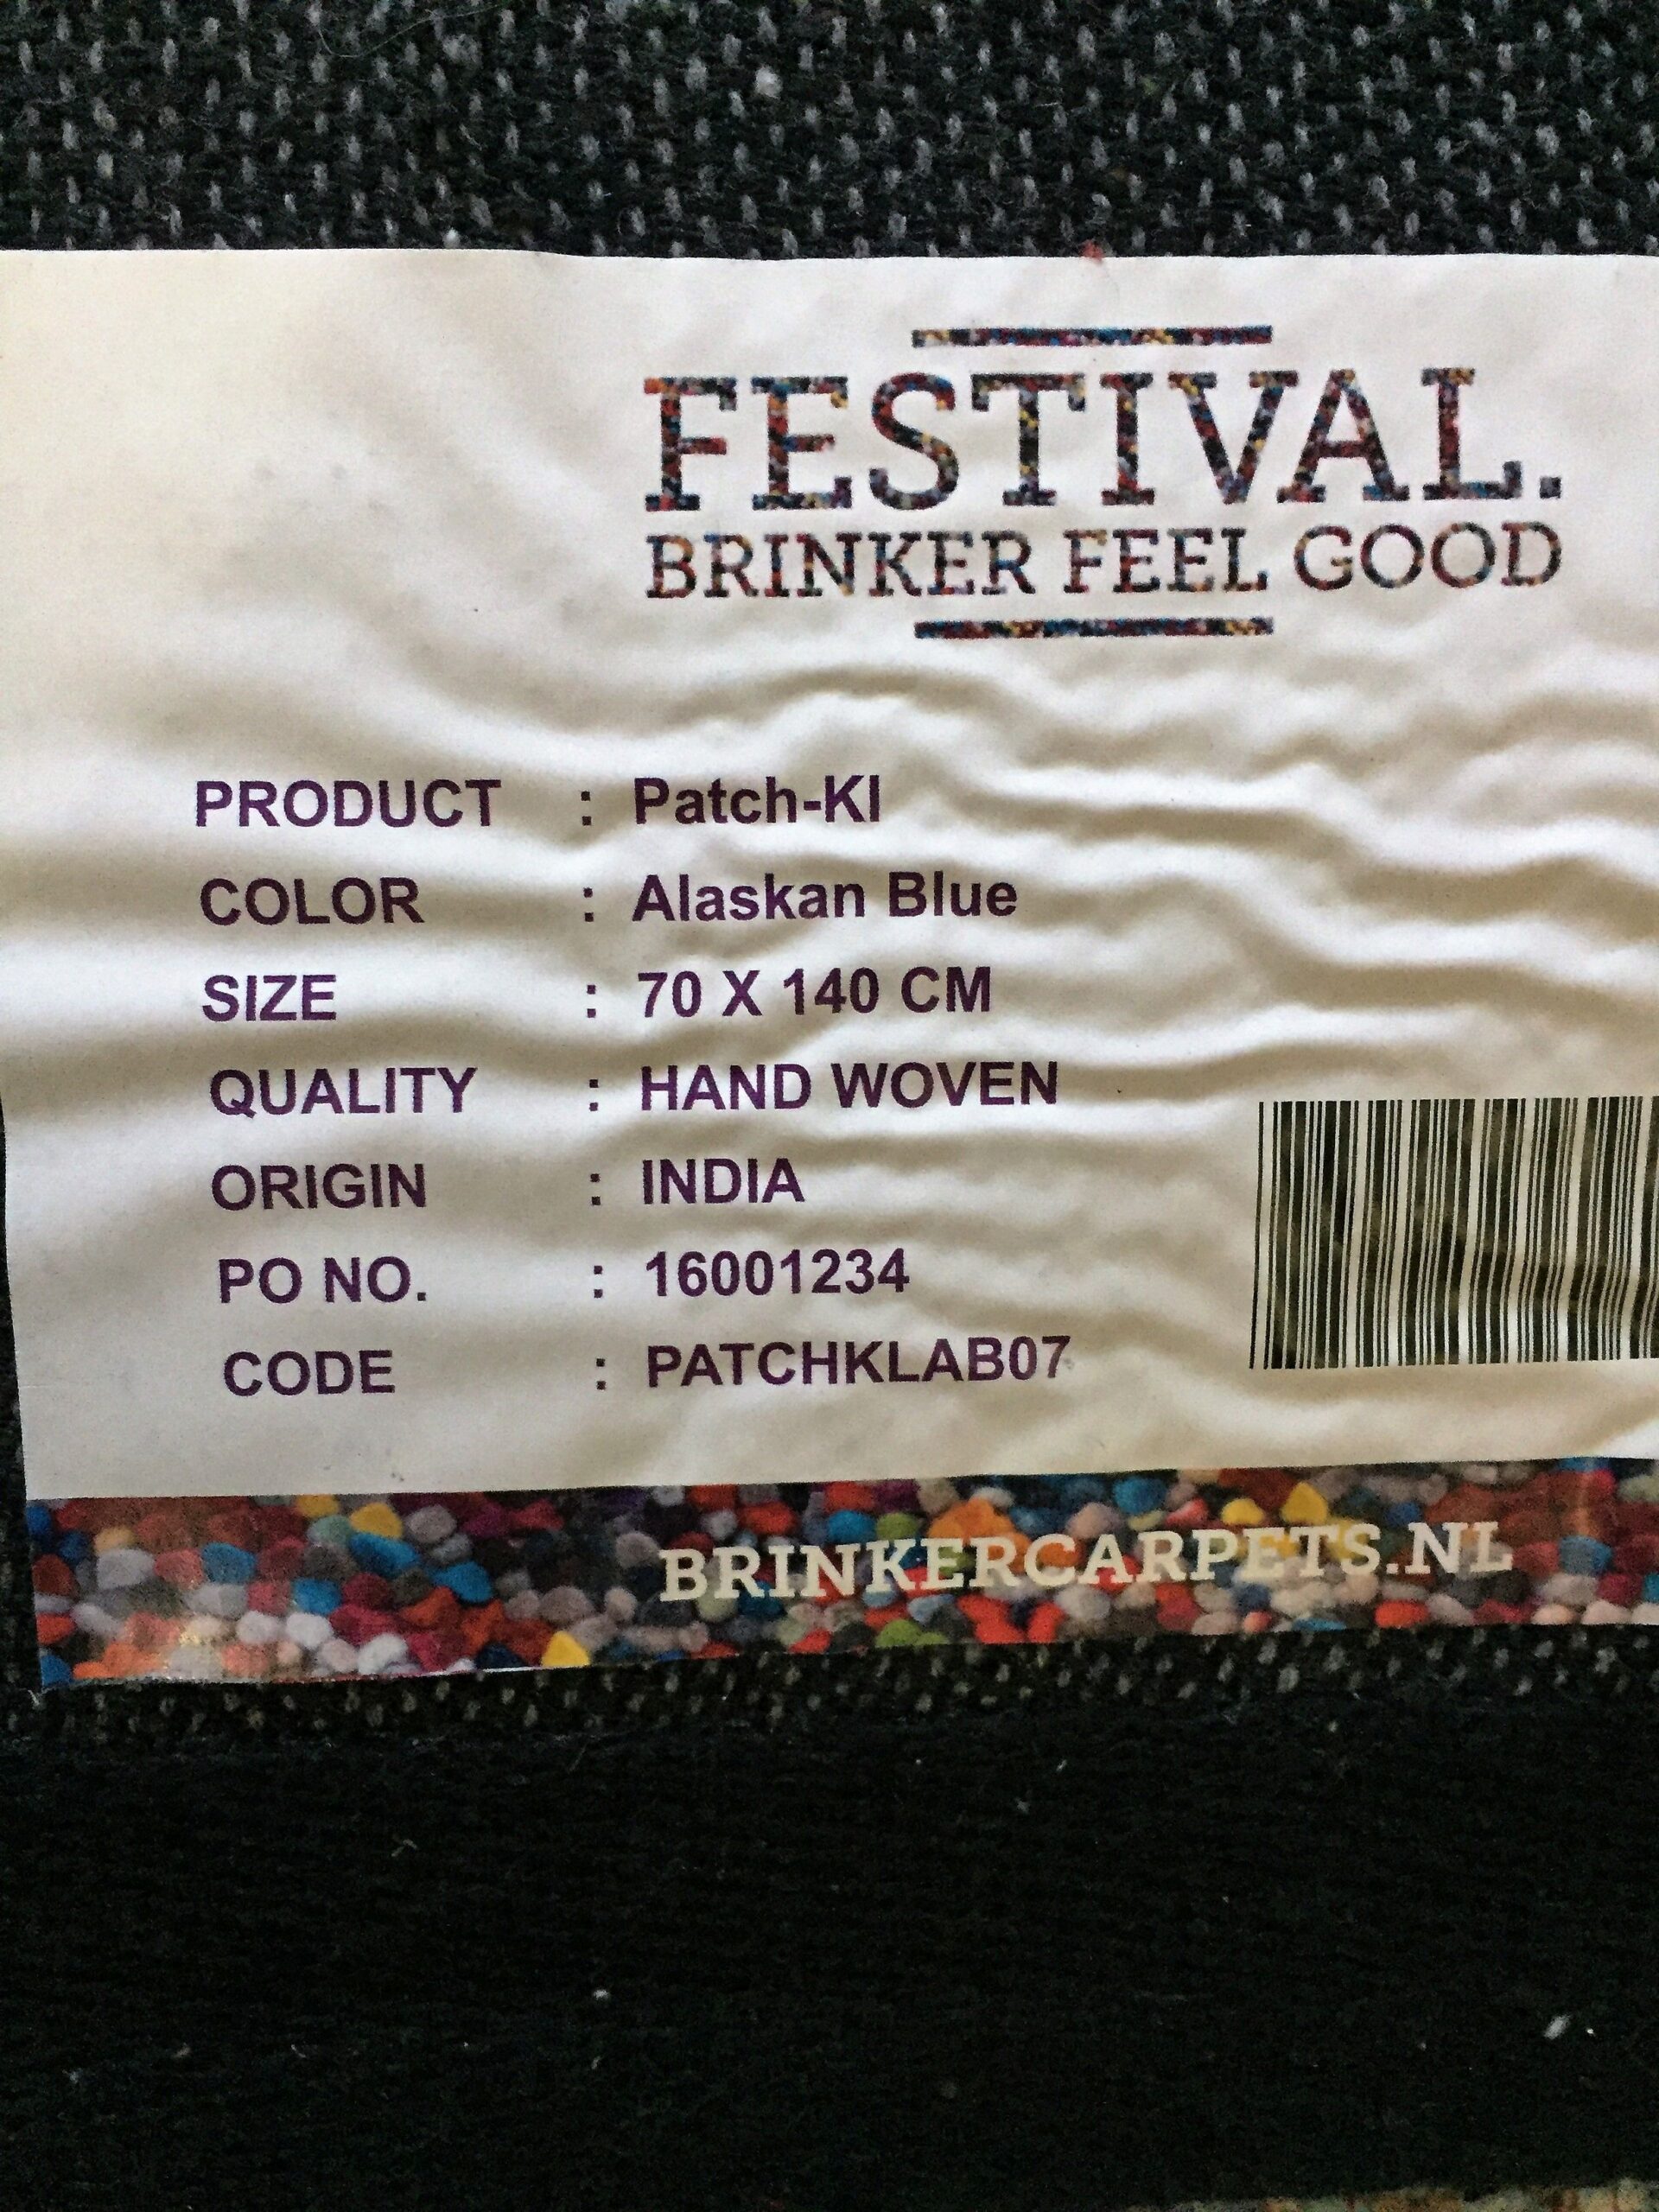 FESTIVAL.
BRINKER FEEL GOOD
PRODUCT : Patch-Kl
COLOR : Alaskan Blue
SIZE : 70 X 140 CM
QUALITY : HAND WOVEN
ORIGIN : INDIA
PO NO. : 16001234
CODE : PATCHKLAB07
BRINKERCARPETS.NL